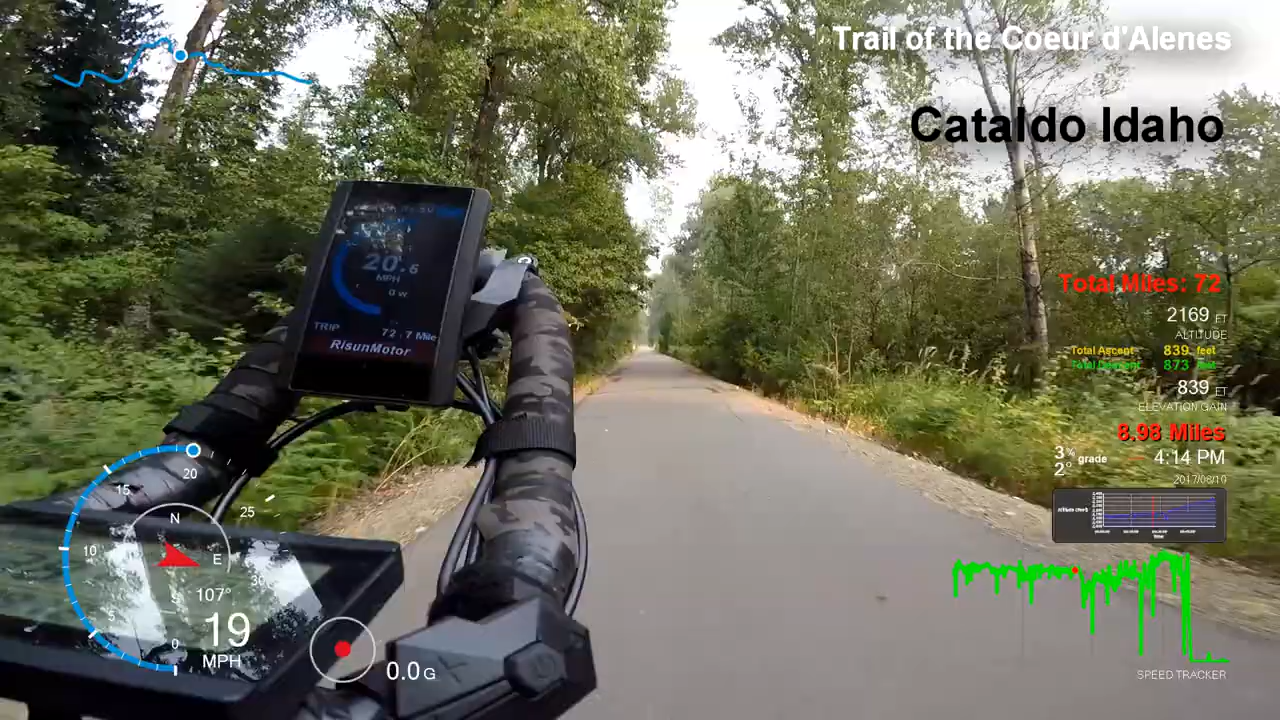 Trail of the Coeur d'Alenes
Cataldo Idaho
20.6
MPH
0 W
TRIP 72.7 Mile
RisunMotor
Total Miles: 72
2169 FT
ALTITUDE
Total Ascent 839 feet
Total Descent 873 feet
839 FT
ELEVATION GAIN
8.98 Miles
3% grade
2°
4:14 PM
2017/08/10
0
5
10
15
20
25
30
N
E
S
107°
19
MPH
0.0G
SPEED TRACKER